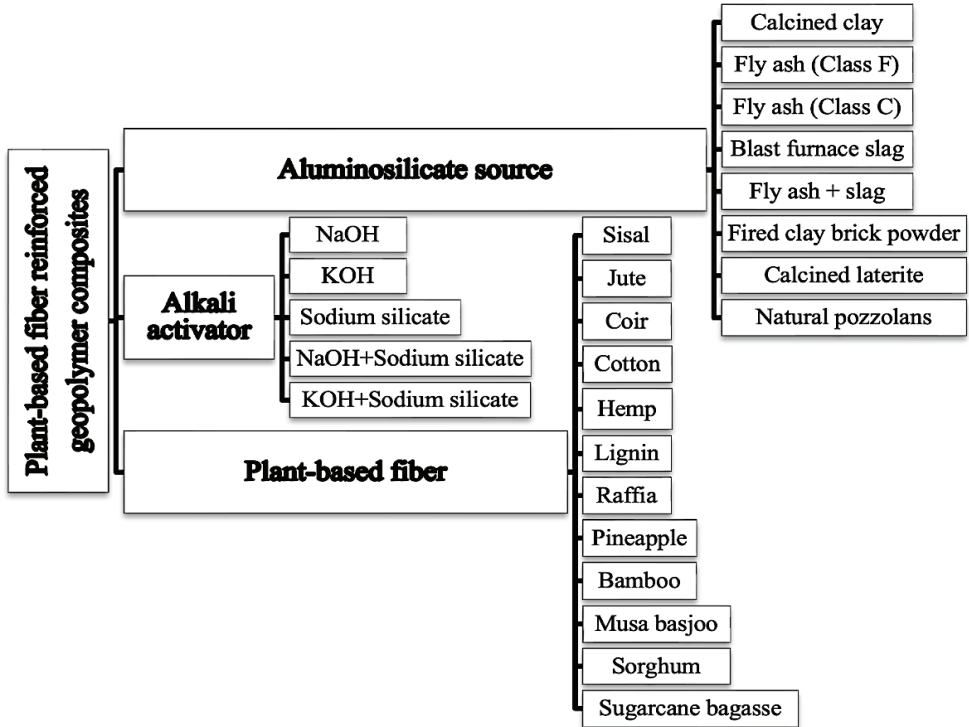 Plant-based fiber reinforced
geopolymer composites
Aluminosilicate source
Calcined clay
Fly ash (Class F)
Fly ash (Class C)
Blast furnace slag
Fly ash + slag
Fired clay brick powder
Calcined laterite
Natural pozzolans
Alkali
activator
NaOH
KOH
Sodium silicate
NaOH+Sodium silicate
KOH+Sodium silicate
Plant-based fiber
Sisal
Jute
Coir
Cotton
Hemp
Lignin
Raffia
Pineapple
Bamboo
Musa basjoo
Sorghum
Sugarcane bagasse